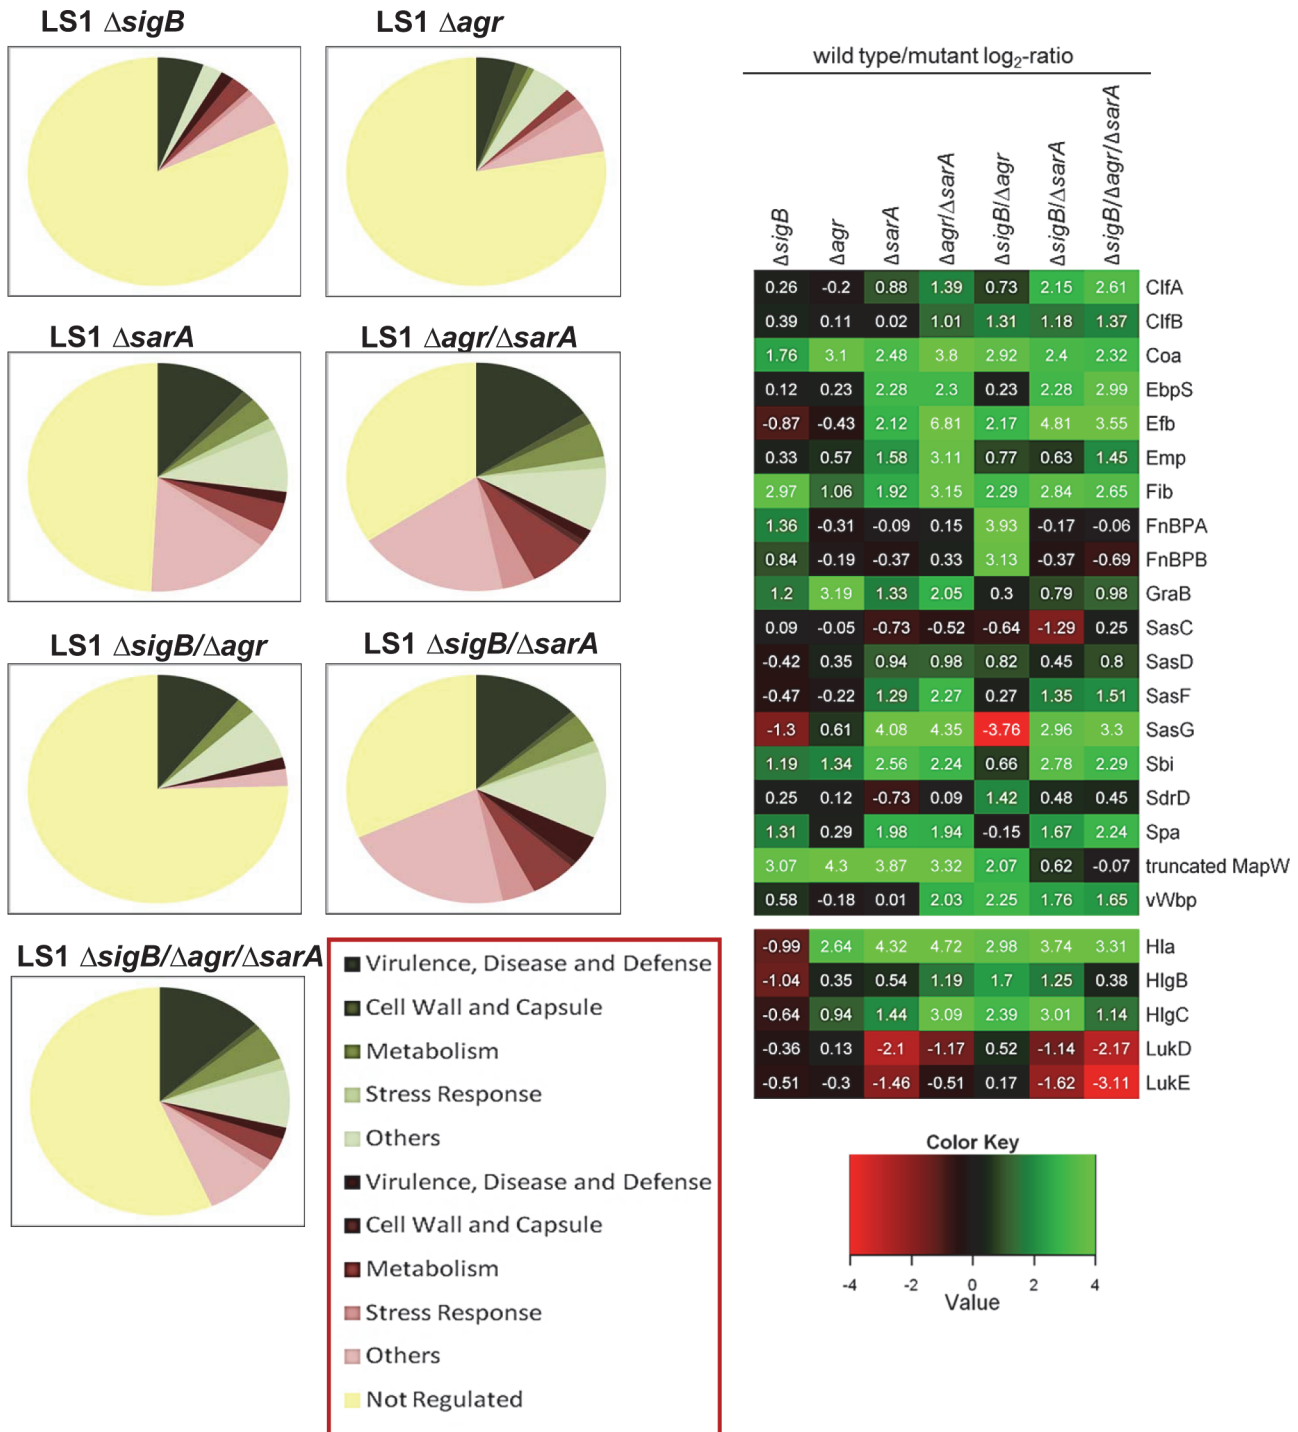 LS1 ΔsigB
LS1 Δagr
LS1 ΔsarA
LS1 Δagr/ΔsarA
LS1 ΔsigB/Δagr
LS1 ΔsigB/ΔsarA
LS1 ΔsigB/Δagr/ΔsarA
Virulence, Disease and Defense
Cell Wall and Capsule
Metabolism
Stress Response
Others
Virulence, Disease and Defense
Cell Wall and Capsule
Metabolism
Stress Response
Others
Not Regulated
wild type/mutant log₂-ratio
ΔsigB
Δagr
ΔsarA
Δagr/ΔsarA
ΔsigB/Δagr
ΔsigB/ΔsarA
ΔsigB/Δagr/ΔsarA
0.26 -0.2 0.88 1.39 0.73 2.15 2.61 ClfA
0.39 0.11 0.02 1.01 1.31 1.18 1.37 ClfB
1.76 3.1 2.48 3.8 2.92 2.4 2.32 Coa
0.12 0.23 2.28 2.3 0.23 2.28 2.99 EbpS
-0.87 -0.43 2.12 6.81 2.17 4.81 3.55 Efb
0.33 0.57 1.58 3.11 0.77 0.63 1.45 Emp
2.97 1.06 1.92 3.15 2.29 2.84 2.65 Fib
1.36 -0.31 -0.09 0.15 3.93 -0.17 -0.06 FnBPA
0.84 -0.19 -0.37 0.33 3.13 -0.37 -0.69 FnBPB
1.2 3.19 1.33 2.05 0.3 0.79 0.98 GraB
0.09 -0.05 -0.73 -0.52 -0.64 -1.29 0.25 SasC
-0.42 0.35 0.94 0.98 0.82 0.45 0.8 SasD
-0.47 -0.22 1.29 2.27 0.27 1.35 1.51 SasF
-1.3 0.61 4.08 4.35 -3.76 2.96 3.3 SasG
1.19 1.34 2.56 2.24 0.66 2.78 2.29 Sbi
0.25 0.12 -0.73 0.09 1.42 0.48 0.45 SdrD
1.31 0.29 1.98 1.94 -0.15 1.67 2.24 Spa
3.07 4.3 3.87 3.32 2.07 0.62 -0.07 truncated MapW
0.58 -0.18 0.01 2.03 2.25 1.76 1.65 vWbp
-0.99 2.64 4.32 4.72 2.98 3.74 3.31 Hla
-1.04 0.35 0.54 1.19 1.7 1.25 0.38 HlgB
-0.64 0.94 1.44 3.09 2.39 3.01 1.14 HlgC
-0.36 0.13 -2.1 -1.17 0.52 -1.14 -2.17 LukD
-0.51 -0.3 -1.46 -0.51 0.17 -1.62 -3.11 LukE
Color Key
-4 -2 0 2 4
Value